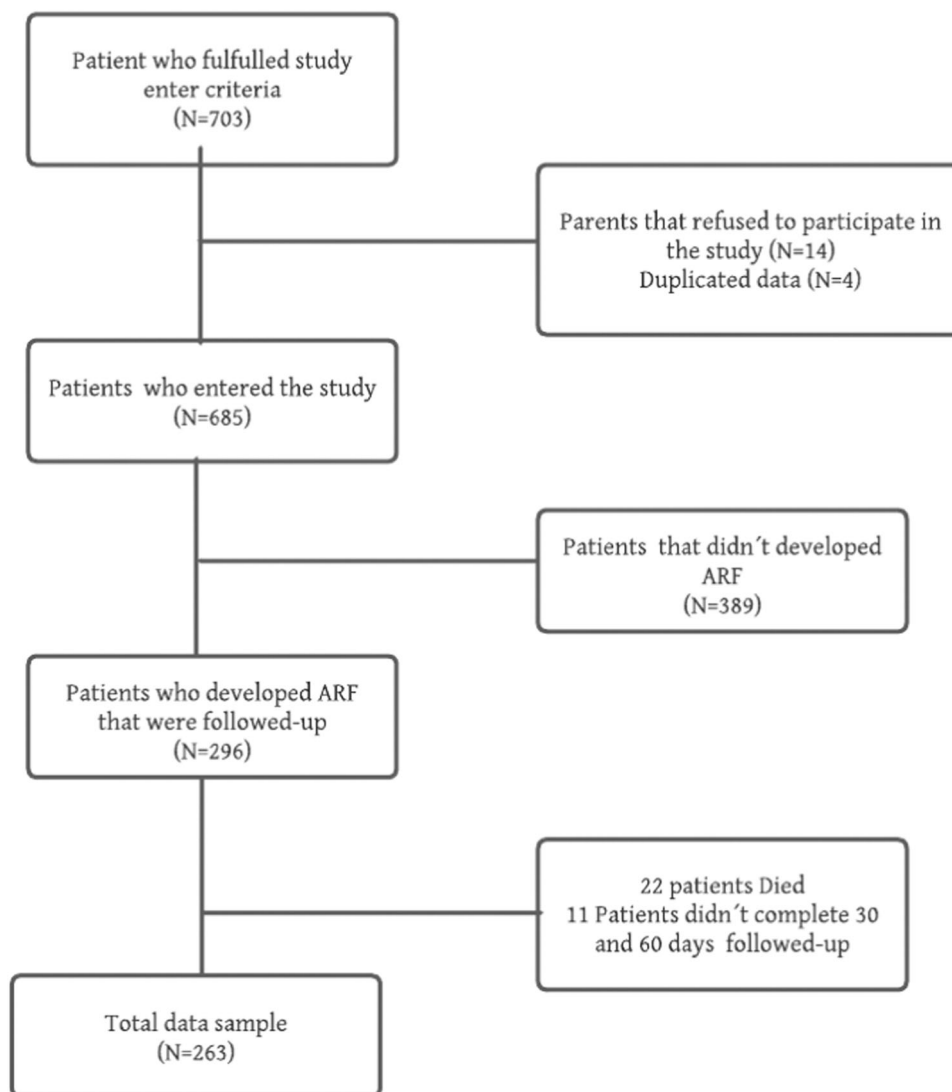 Patient who fulfulled study
enter criteria
(N=703)
Parents that refused to participate in
the study (N=14)
Duplicated data (N=4)
Patients who entered the study
(N=685)
Patients that didn´t developed
ARF
(N=389)
Patients who developed ARF
that were followed-up
(N=296)
22 patients Died
11 Patients didn´t complete 30
and 60 days followed-up
Total data sample
(N=263)